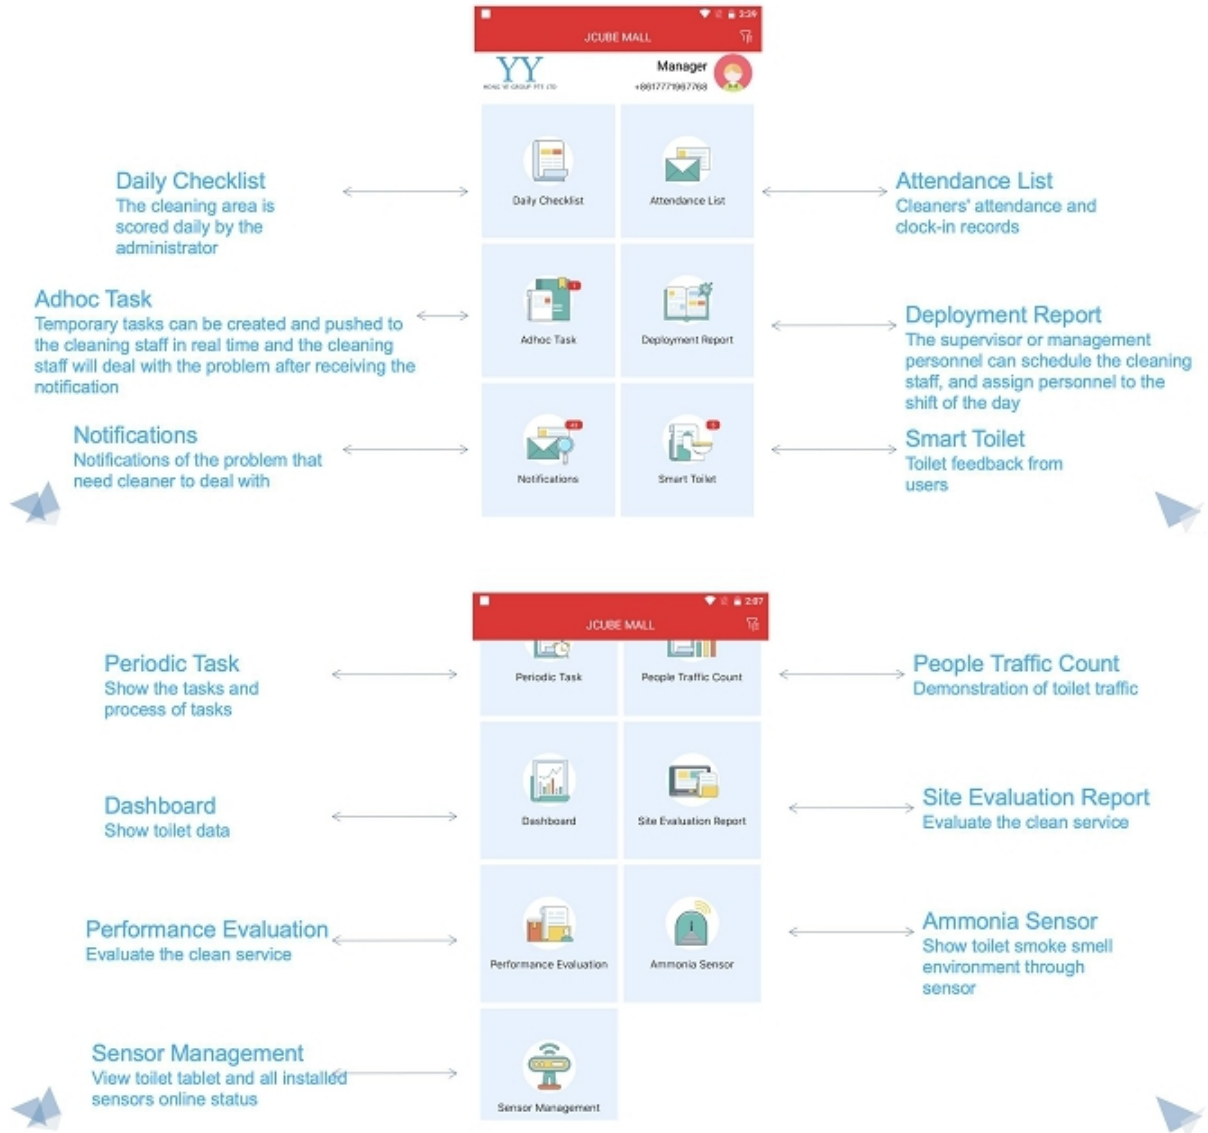 3:39
JCUBE MALL
YY
HONG YE GROUP PTE LTD
Manager
Daily Checklist
Attendance List
Adhoc Task
Deployment Report
Notifications
Smart Toilet
Daily Checklist
The cleaning area is
scored daily by the
administrator
Adhoc Task
Temporary tasks can be created and pushed to
the cleaning staff in real time and the cleaning
staff will deal with the problem after receiving the
notification
Notifications
Notifications of the problem that
need cleaner to deal with
Attendance List
Cleaners' attendance and
clock-in records
Deployment Report
The supervisor or management
personnel can schedule the cleaning
staff, and assign personnel to the
shift of the day
Smart Toilet
Toilet feedback from
users
2:07
JCUBE MALL
Periodic Task
People Traffic Count
Dashboard
Site Evaluation Report
Performance Evaluation
Ammonia Sensor
Sensor Management
Periodic Task
Show the tasks and
process of tasks
Dashboard
Show toilet data
Performance Evaluation
Evaluate the clean service
Sensor Management
View toilet tablet and all installed
sensors online status
People Traffic Count
Demonstration of toilet traffic
Site Evaluation Report
Evaluate the clean service
Ammonia Sensor
Show toilet smoke smell
environment through
sensor